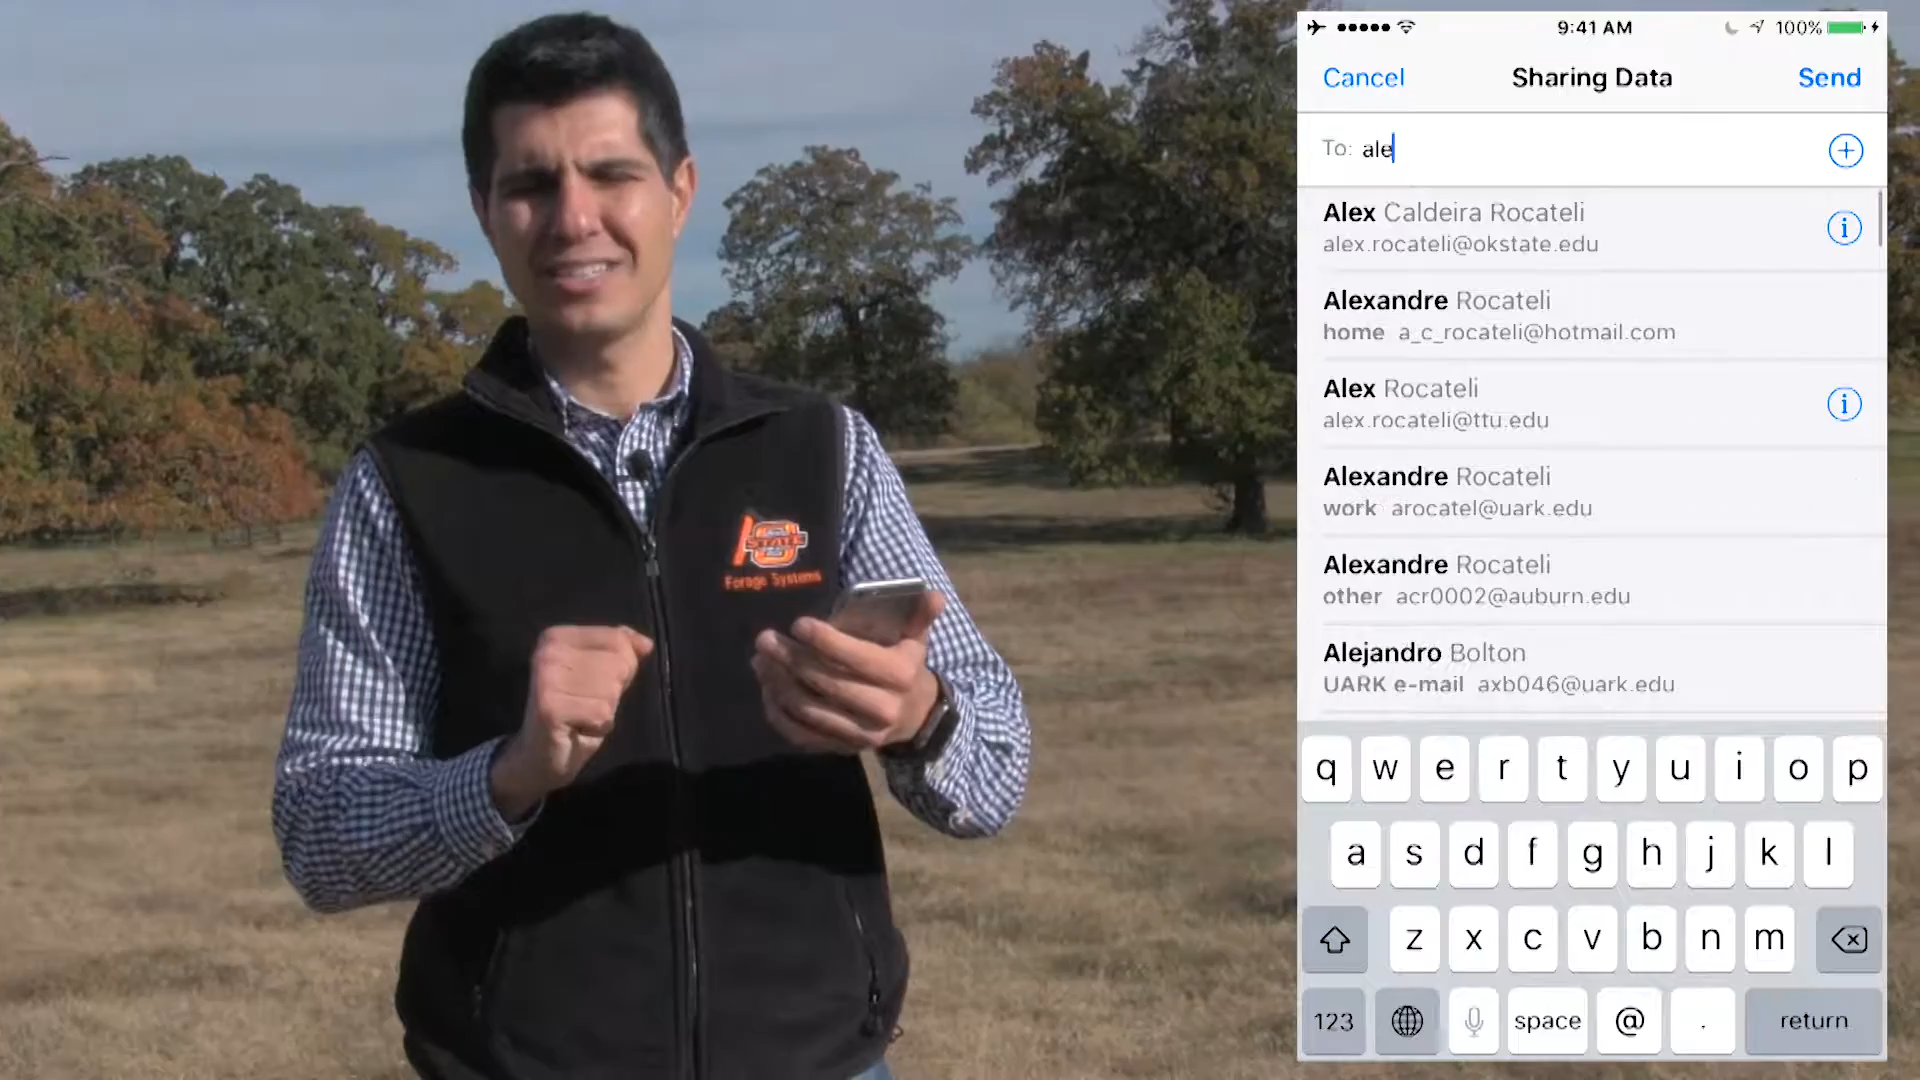 9:41 AM
100%
Cancel
Sharing Data
Send
To: ale
Alex Caldeira Rocateli
alex.rocateli@okstate.edu
Alexandre Rocateli
home a_c_rocateli@hotmail.com
Alex Rocateli
alex.rocateli@ttu.edu
Alexandre Rocateli
work arocatel@uark.edu
Alexandre Rocateli
other acr0002@auburn.edu
Alejandro Bolton
UARK e-mail axb046@uark.edu
q w e r t y u i o p
a s d f g h j k l
z x c v b n m
123
space
@
.
return
STATE
Forage Systems